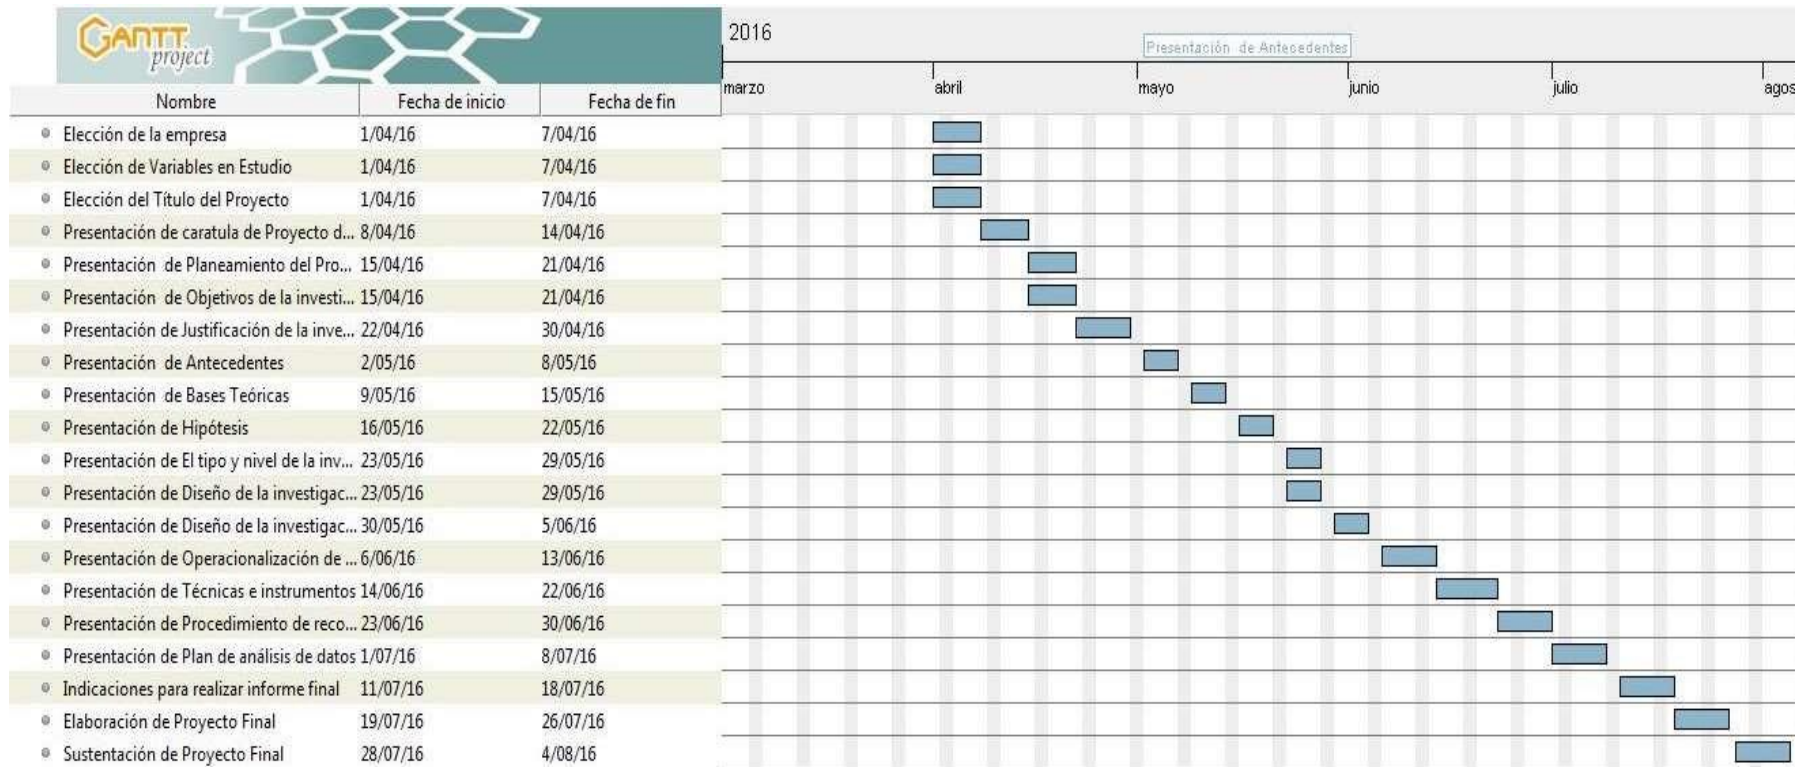 GANTT
project
2016
Presentación de Antecedentes
marzo abril mayo junio julio agos
Nombre Fecha de inicio Fecha de fin
Elección de la empresa 1/04/16 7/04/16
Elección de Variables en Estudio 1/04/16 7/04/16
Elección del Título del Proyecto 1/04/16 7/04/16
Presentación de caratula de Proyecto d... 8/04/16 14/04/16
Presentación de Planeamiento del Pro... 15/04/16 21/04/16
Presentación de Objetivos de la investi... 15/04/16 21/04/16
Presentación de Justificación de la inve... 22/04/16 30/04/16
Presentación de Antecedentes 2/05/16 8/05/16
Presentación de Bases Teóricas 9/05/16 15/05/16
Presentación de Hipótesis 16/05/16 22/05/16
Presentación de El tipo y nivel de la inv... 23/05/16 29/05/16
Presentación de Diseño de la investigac... 23/05/16 29/05/16
Presentación de Diseño de la investigac... 30/05/16 5/06/16
Presentación de Operacionalización de ... 6/06/16 13/06/16
Presentación de Técnicas e instrumentos 14/06/16 22/06/16
Presentación de Procedimiento de reco... 23/06/16 30/06/16
Presentación de Plan de análisis de datos 1/07/16 8/07/16
Indicaciones para realizar informe final 11/07/16 18/07/16
Elaboración de Proyecto Final 19/07/16 26/07/16
Sustentación de Proyecto Final 28/07/16 4/08/16